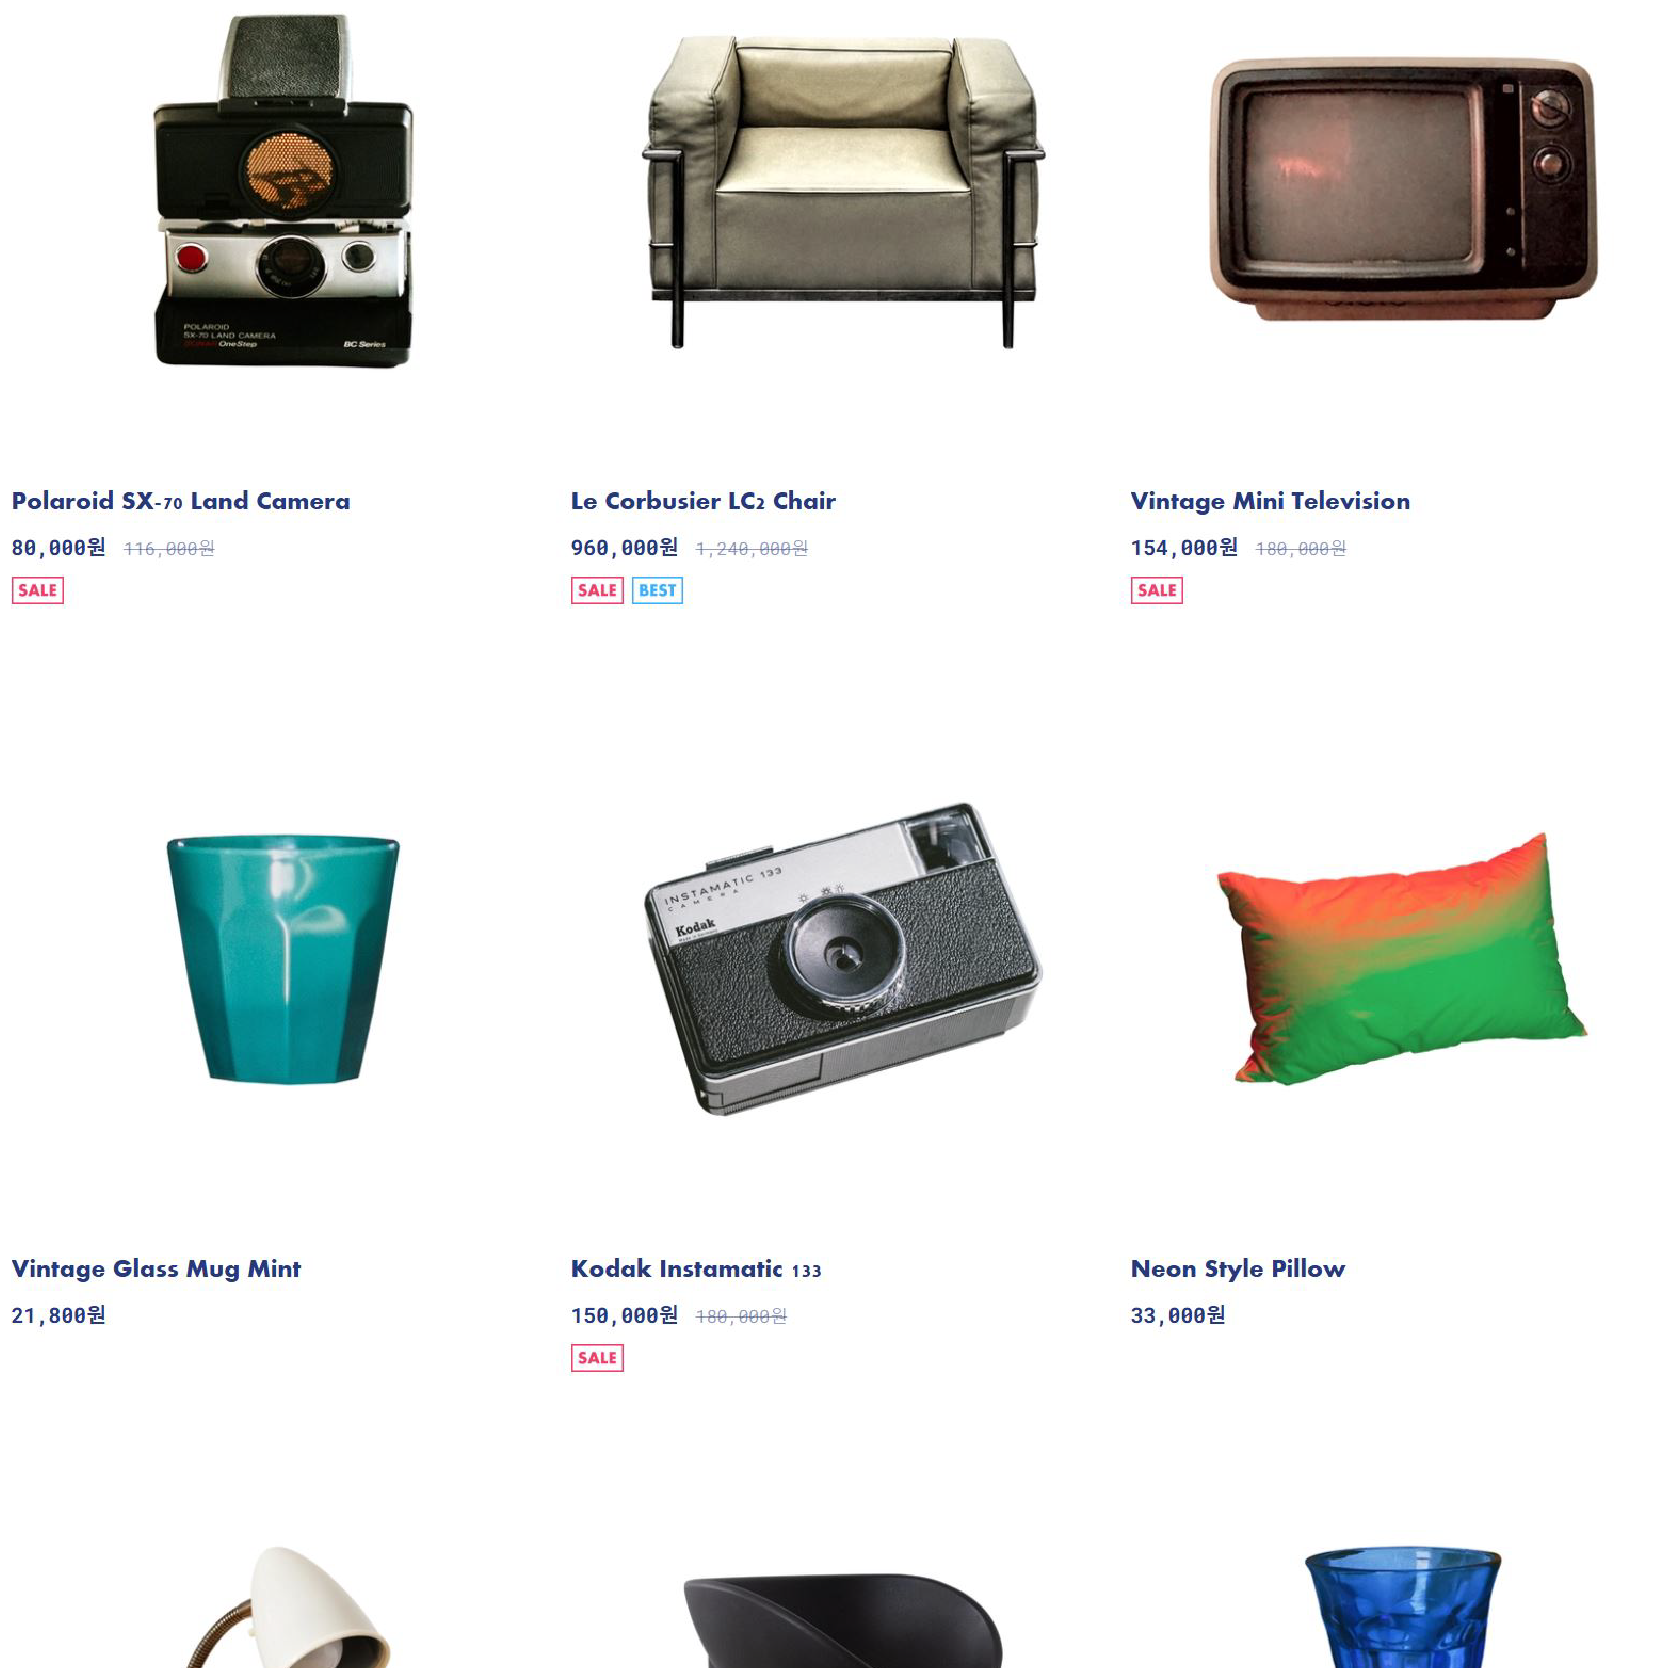 POLAROID
SX-70 LAND CAMERA
OneStep
BC Series
Polaroid SX-70 Land Camera
80,000원 116,000원
SALE
Le Corbusier LC2 Chair
960,000원 1,240,000원
SALE BEST
Vintage Mini Television
154,000원 180,000원
SALE
Vintage Glass Mug Mint
21,800원
INSTAMATIC 133
CAMERA
Kodak
Kodak Instamatic 133
150,000원 180,000원
SALE
Neon Style Pillow
33,000원